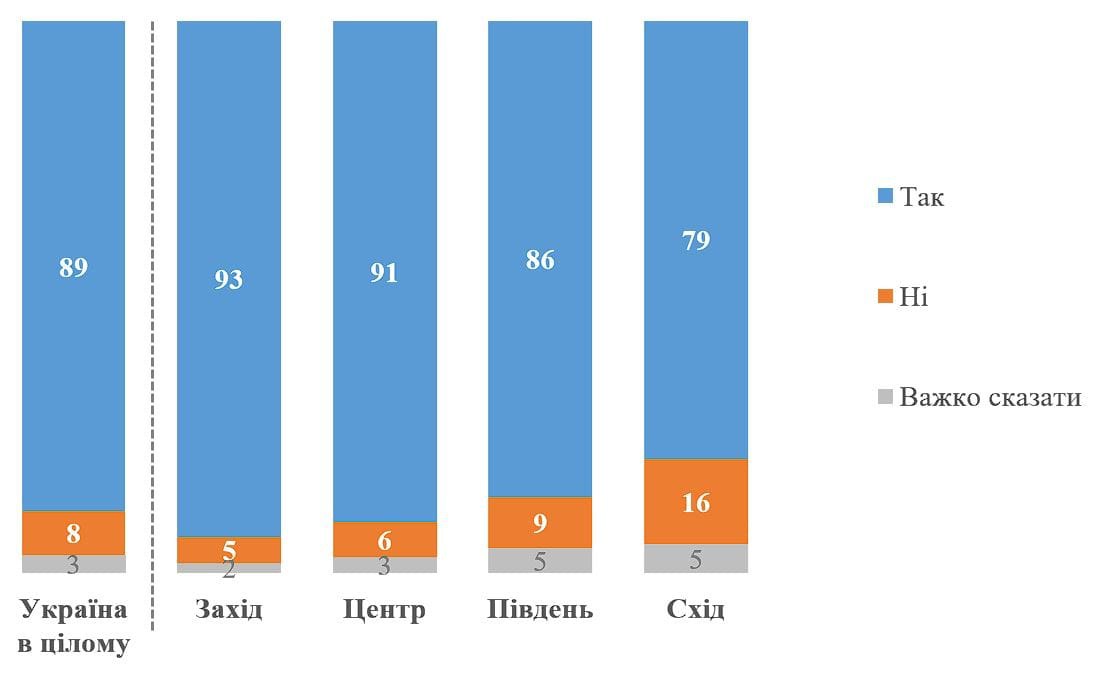 89
93
91
86
79
8
5
6
9
16
3
2
3
5
5
Україна
в цілому
Захід
Центр
Південь
Схід
Так
Ні
Важко сказати